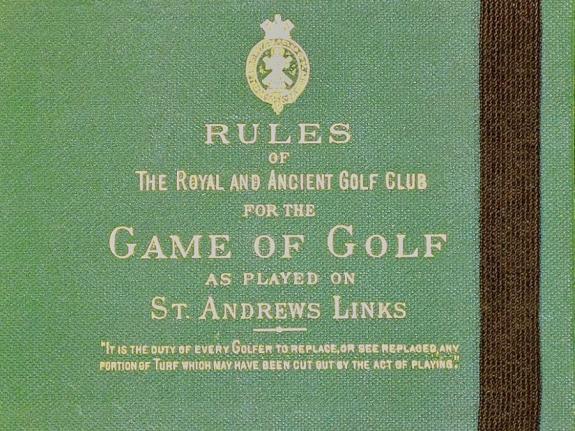 RULES
OF
THE ROYAL AND ANCIENT GOLF CLUB
FOR THE
GAME OF GOLF
AS PLAYED ON
ST. ANDREWS LINKS
"IT IS THE DUTY OF EVERY GOLFER TO REPLACE, OR SEE REPLACED, ANY
PORTION OF TURF WHICH MAY HAVE BEEN CUT OUT BY THE ACT OF PLAYING."